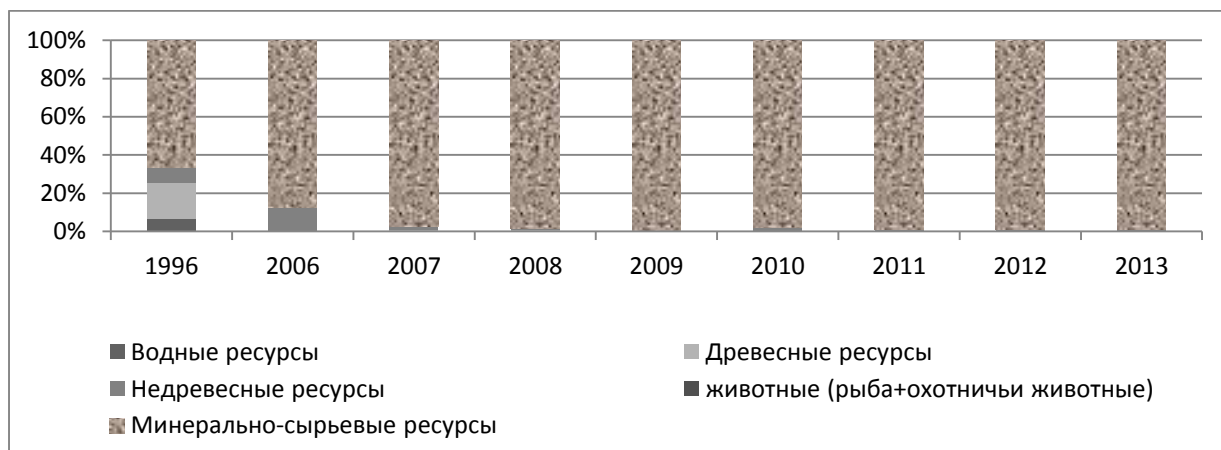 100%
80%
60%
40%
20%
0%
1996 2006 2007 2008 2009 2010 2011 2012 2013
Водные ресурсы Древесные ресурсы
Недревесные ресурсы животные (рыба+охотничьи животные)
Минерально-сырьевые ресурсы